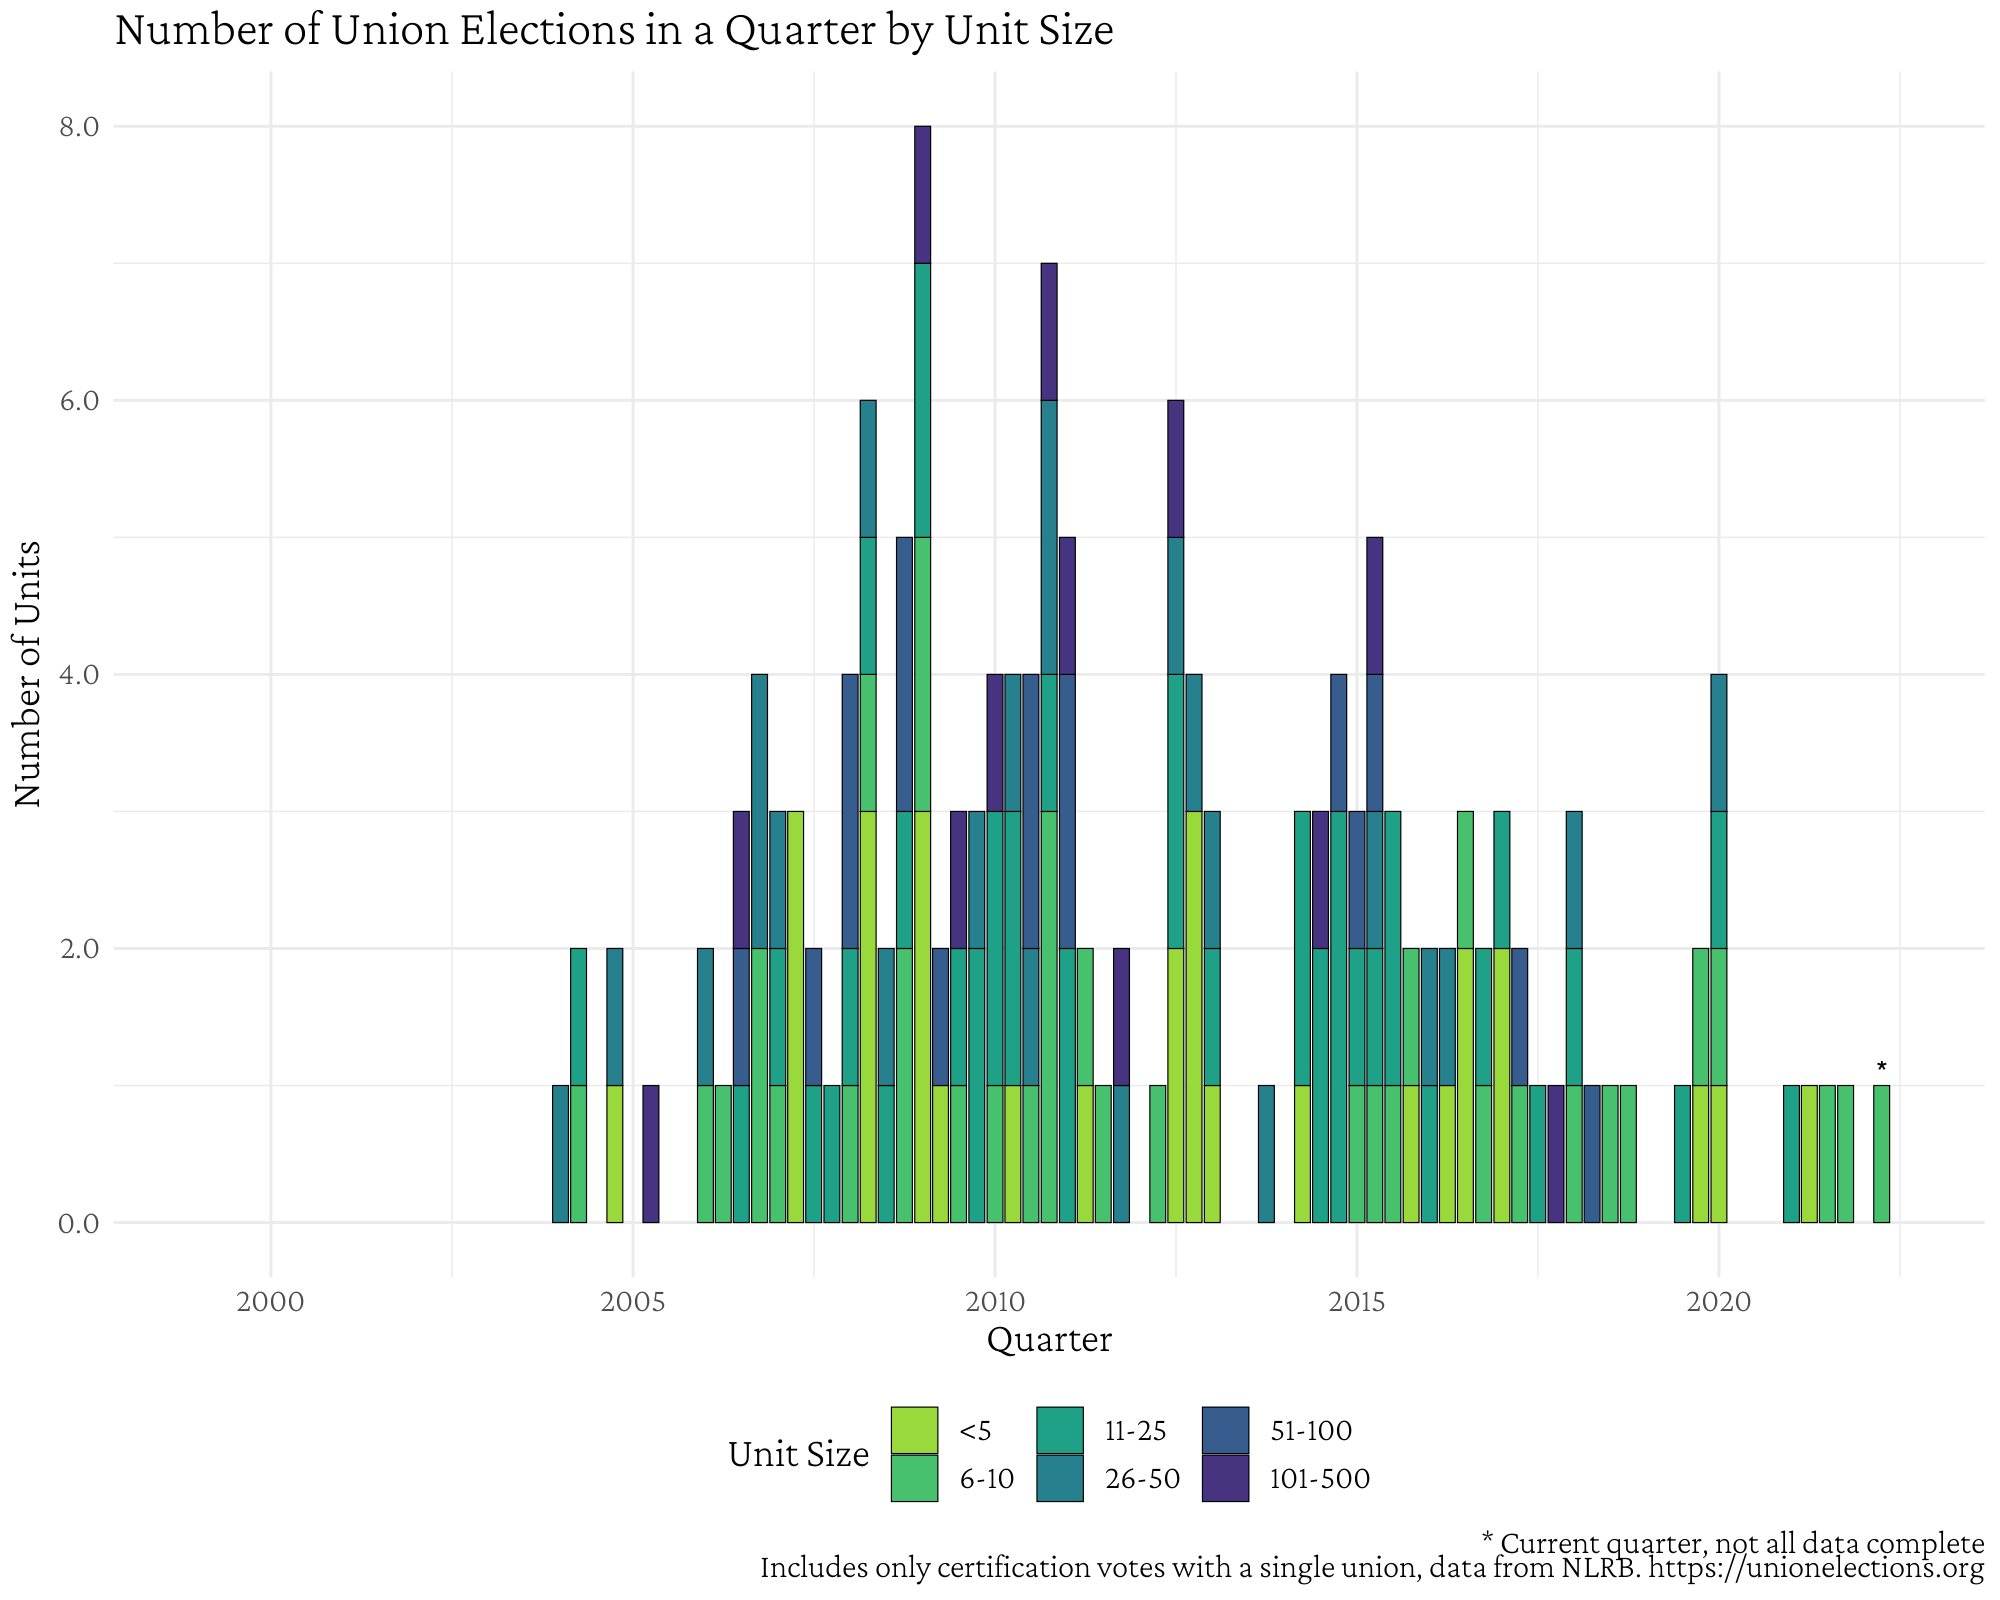 Number of Union Elections in a Quarter by Unit Size
Number of Units
8.0
6.0
4.0
2.0
0.0
*
2000 2005 2010 2015 2020
Quarter
Unit Size
<5 11-25 51-100
6-10 26-50 101-500
* Current quarter, not all data complete
Includes only certification votes with a single union, data from NLRB. https://unionelections.org